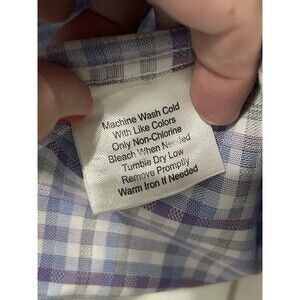 Machine Wash Cold
With Like Colors
Only Non-Chlorine
Bleach When Needed
Tumble Dry Low
Remove Promptly
Warm Iron If Needed